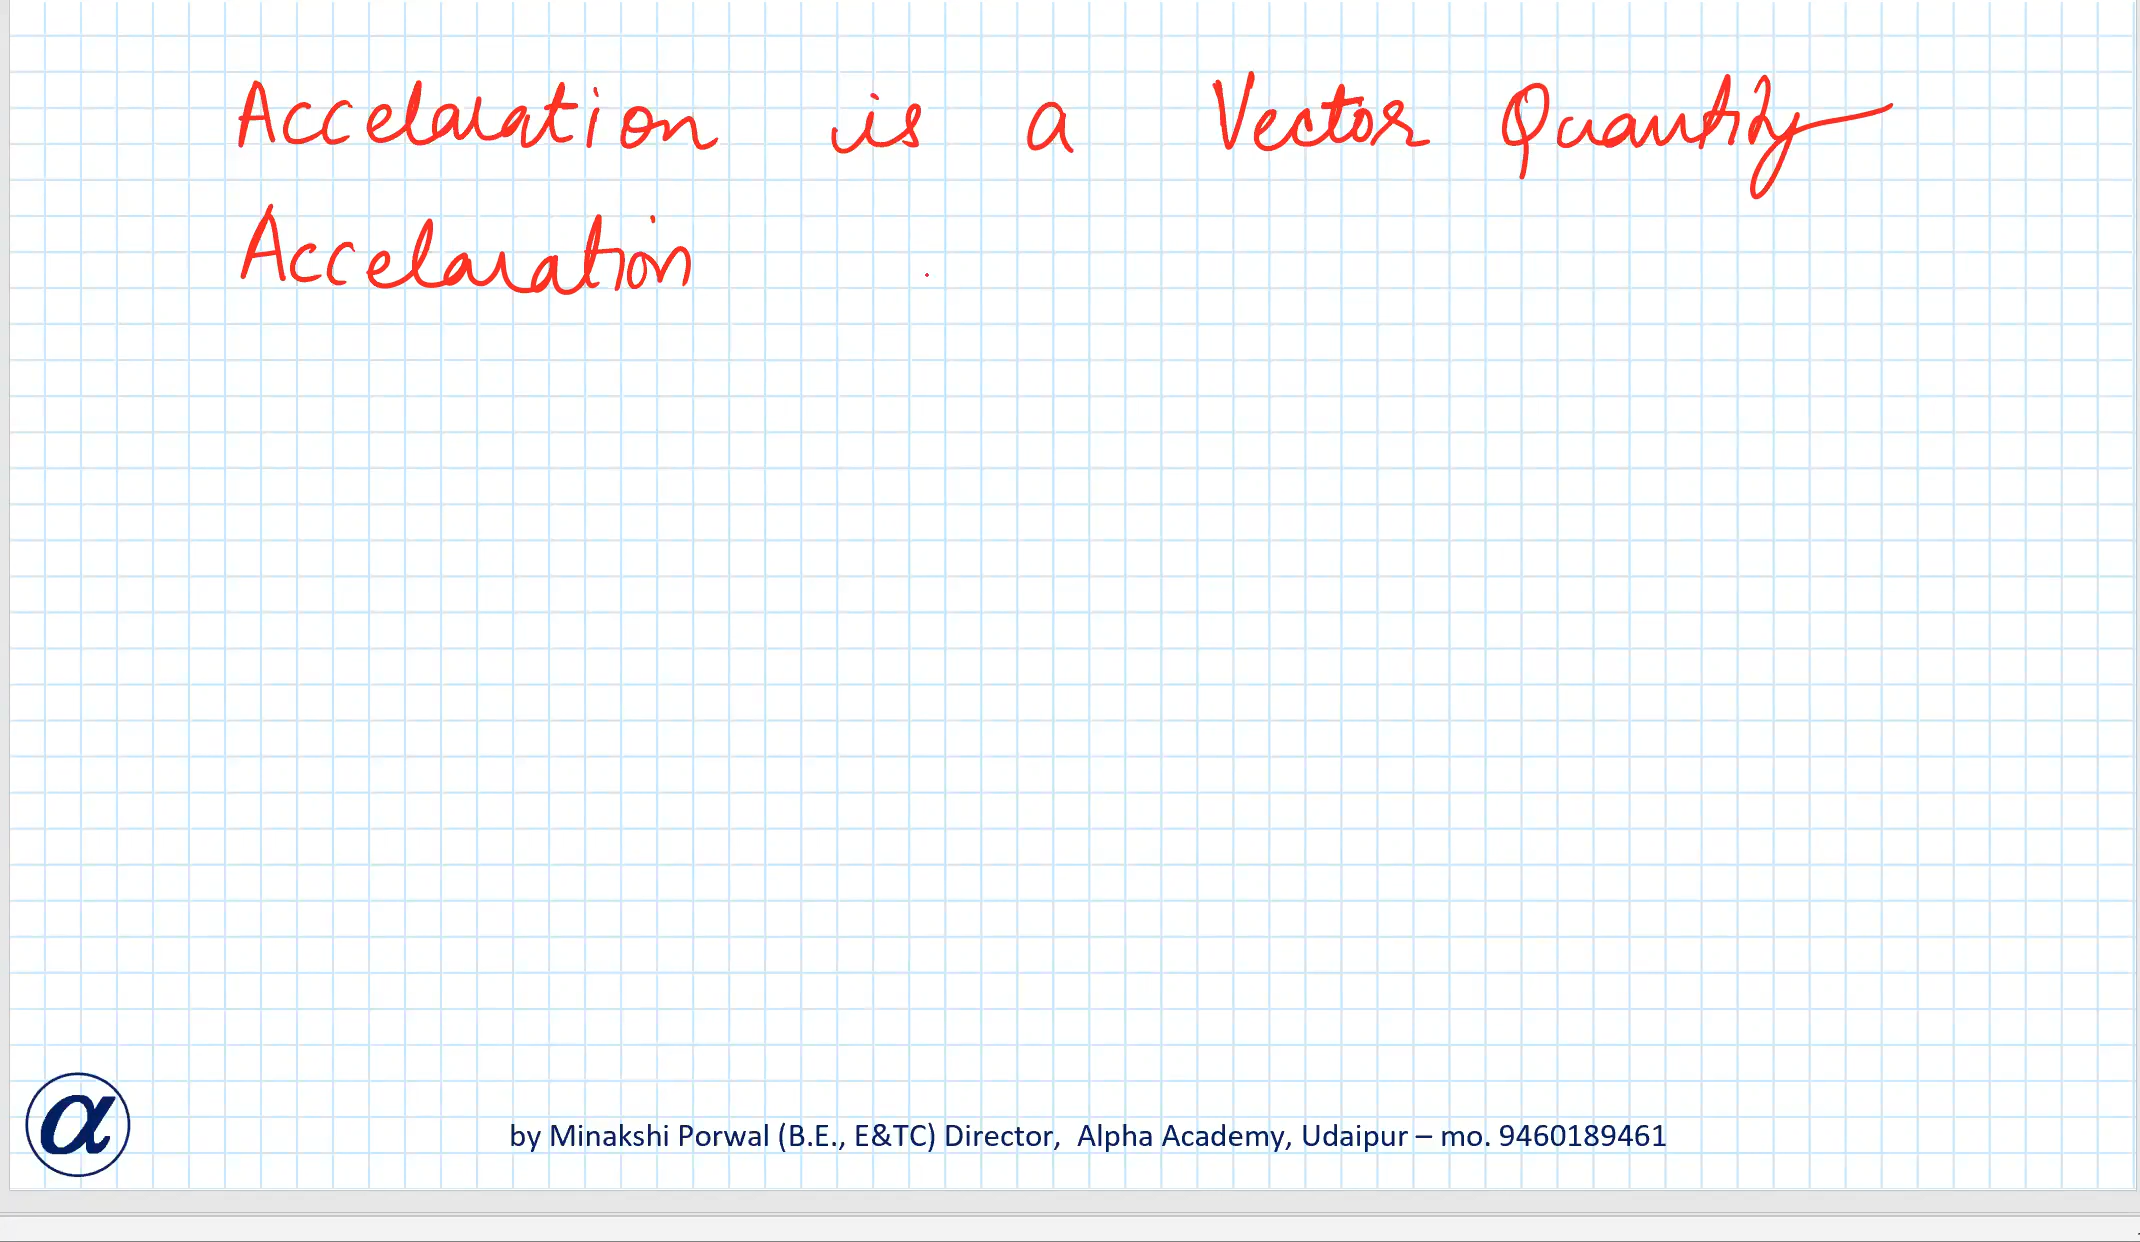 Accelaration is a Vector Quantity
Accelaration
α
by Minakshi Porwal (B.E., E&TC) Director, Alpha Academy, Udaipur – mo. 9460189461